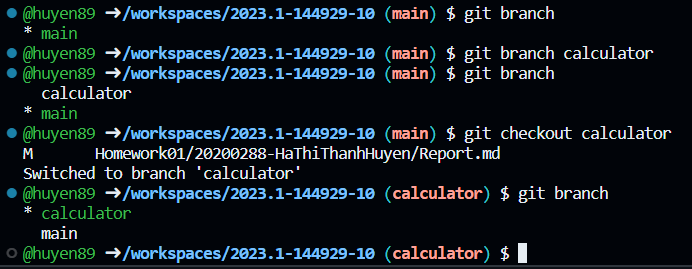 @huyen89 ➜/workspaces/2023.1-144929-10 (main) $ git branch
* main
@huyen89 ➜/workspaces/2023.1-144929-10 (main) $ git branch calculator
@huyen89 ➜/workspaces/2023.1-144929-10 (main) $ git branch
  calculator
* main
@huyen89 ➜/workspaces/2023.1-144929-10 (main) $ git checkout calculator
M       Homework01/20200288-HaThiThanhHuyen/Report.md
Switched to branch 'calculator'
@huyen89 ➜/workspaces/2023.1-144929-10 (calculator) $ git branch
* calculator
  main
@huyen89 ➜/workspaces/2023.1-144929-10 (calculator) $